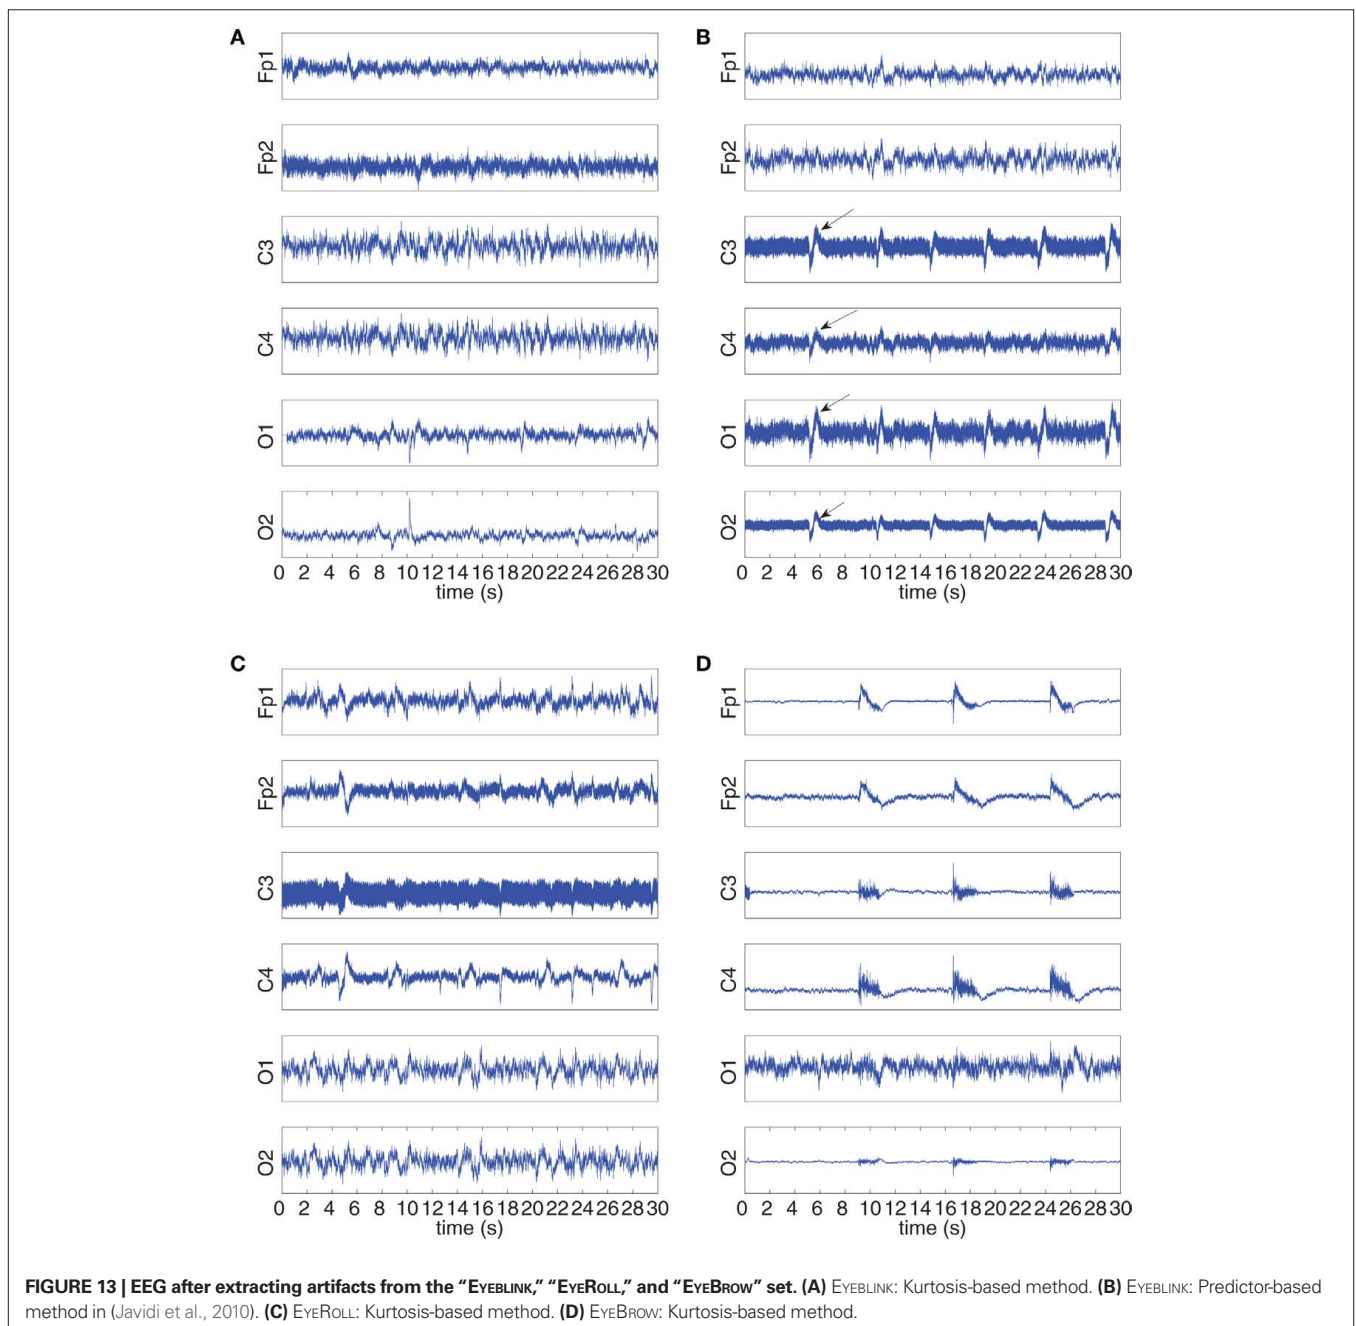 A
B
Fp1
Fp1
Fp2
Fp2
C3
C3
C4
C4
O1
O1
O2
O2
0 2 4 6 8 10 12 14 16 18 20 22 24 26 28 30
0 2 4 6 8 10 12 14 16 18 20 22 24 26 28 30
time (s)
time (s)
C
D
Fp1
Fp1
Fp2
Fp2
C3
C3
C4
C4
O1
O1
O2
O2
0 2 4 6 8 10 12 14 16 18 20 22 24 26 28 30
0 2 4 6 8 10 12 14 16 18 20 22 24 26 28 30
time (s)
time (s)
FIGURE 13 | EEG after extracting artifacts from the “EYEBLINK,” “EYEROLL,” and “EYEBROW” set. (A) EYEBLINK: Kurtosis-based method. (B) EYEBLINK: Predictor-based
method in (Javidi et al., 2010). (C) EYEROLL: Kurtosis-based method. (D) EYEBROW: Kurtosis-based method.